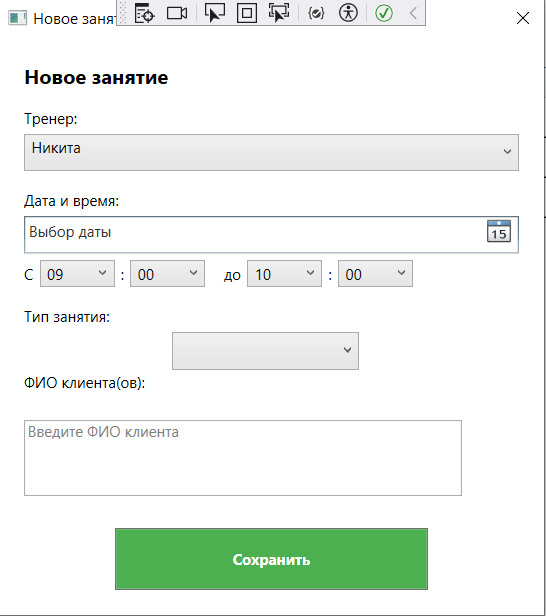 Новое заня
Новое занятие
Тренер:
Никита
Дата и время:
Выбор даты
15
С 09 : 00 до 10 : 00
Тип занятия:
ФИО клиента(ов):
Введите ФИО клиента
Сохранить